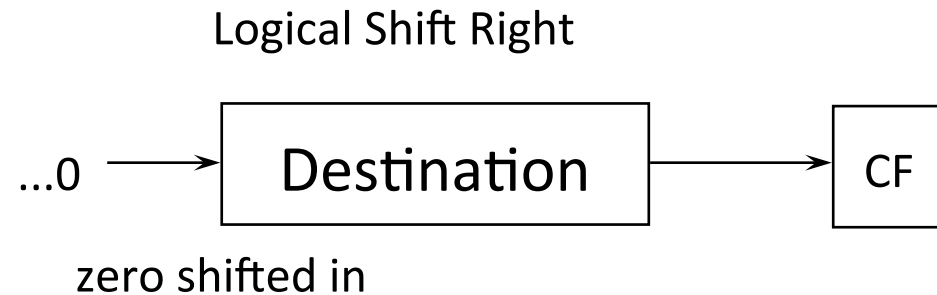 Logical Shift Right
...0
Destination
CF
zero shifted in